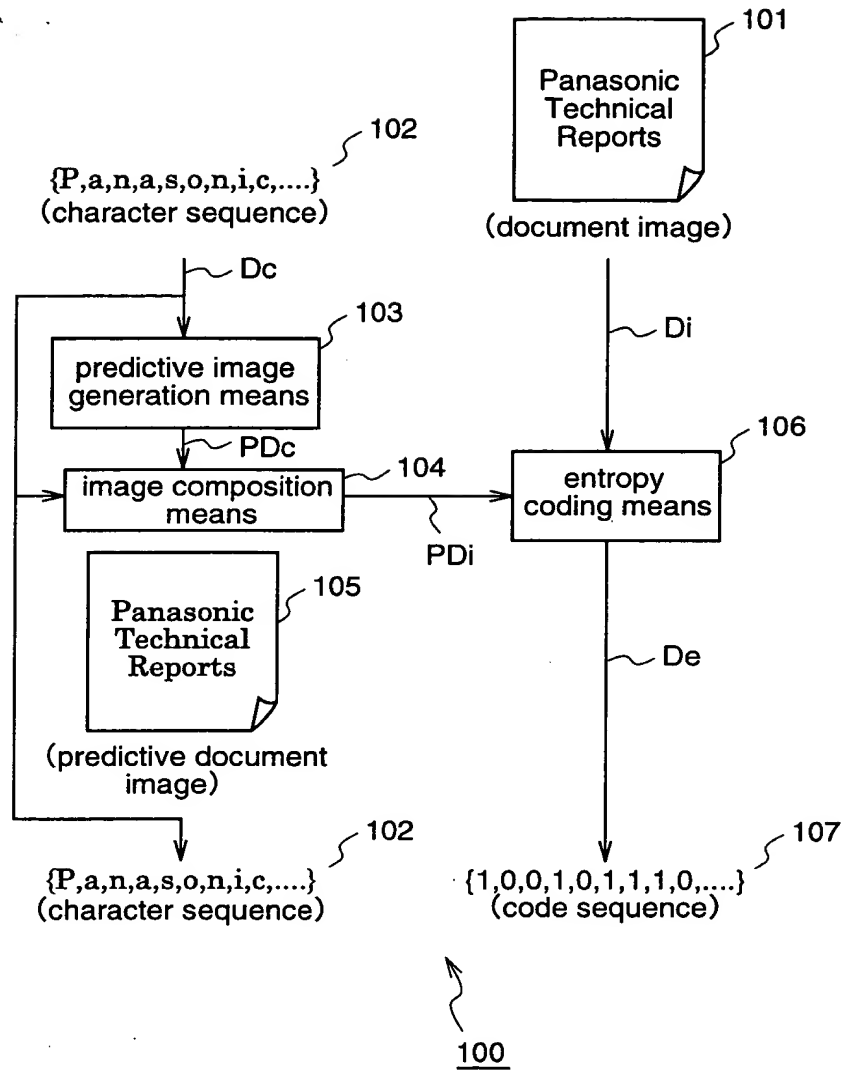 101
Panasonic
Technical
Reports
(document image)
102
{P,a,n,a,s,o,n,i,c,....}
(character sequence)
Dc
Di
103
predictive image
generation means
PDc
104
image composition
means
PDi
106
entropy
coding means
105
Panasonic
Technical
Reports
(predictive document
image)
De
102
{P,a,n,a,s,o,n,i,c,....}
(character sequence)
107
{1,0,0,1,0,1,1,1,0,....}
(code sequence)
100